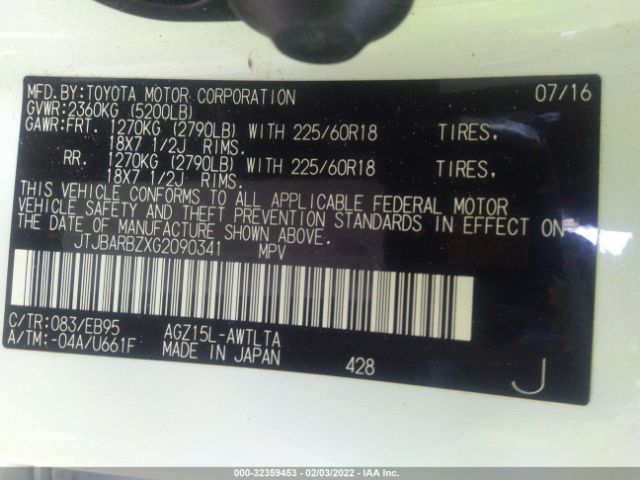 MFD.BY:TOYOTA MOTOR CORPORATION 07/16
GVWR:2360KG (5200LB)
GAWR:FRT. 1270KG (2790LB) WITH 225/60R18 TIRES,
18X7 1/2J RIMS.
RR. 1270KG (2790LB) WITH 225/60R18 TIRES,
18X7 1/2J RIMS.
THIS VEHICLE CONFORMS TO ALL APPLICABLE FEDERAL MOTOR
VEHICLE SAFETY AND THEFT PREVENTION STANDARDS IN EFFECT ON
THE DATE OF MANUFACTURE SHOWN ABOVE.
JTJBARBZXG2090341 MPV
C/TR:083/EB95 AGZ15L-AWTLTA
A/TM:-04A/U661F MADE IN JAPAN 428 J
000-32359453 - 02/03/2022 - IAA Inc.